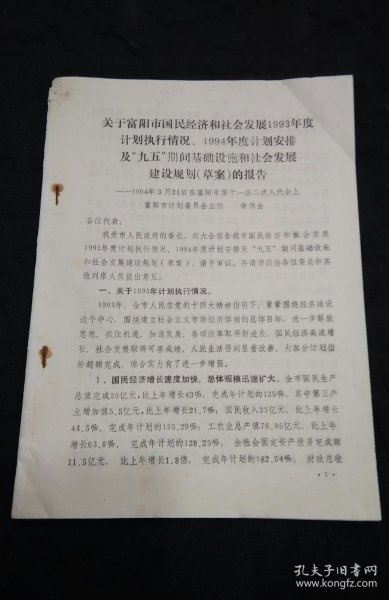 关于富阳市国民经济和社会发展1993年度
计划执行情况、1994年度计划安排
及“九五”期间基础设施和社会发展
建设规划(草案)的报告
——1994年3月21日在富阳市第十一届二次人代会上
富阳市计划委员会主任 许伟金
各位代表：
我受市人民政府的委托，向大会报告我市国民经济和社会发展
1993年度计划执行情况，1994年度计划安排及“九五”期间基础设施
和社会发展建设规划(草案)，请予审议。并请市政协各位委员和其
他列席人员提出意见。
一、关于1993年计划执行情况。
1993年，全市人民在党的十四大精神指引下，紧紧围绕经济建设
这个中心，围绕建立社会主义市场经济体制的总体目标，进一步解放
思想，抓住机遇，加速发展，各项改革取得新进展，国民经济高速增
长，社会发展取得可喜成绩，人民生活得到显著改善，大部分计划指
标超额完成，综合实力有了进一步增强。
1、国民经济增长速度加快，总体规模迅速扩大。全市国民生产
总值完成25亿元，比上年增长43%，完成年计划的125%，其中第三产
业增加值5.5亿元，比上年增长21.7%；国民收入23亿元，比上年增长
44.5%，完成年计划的135.29%；工农业总产值76.95亿元，比上年
增长63.8%，完成年计划的128.25%；全社会固定资产投资完成额
11.5亿元，比上年增长1.8倍，完成年计划的182.54%；财政总收
·1·
孔夫子旧书网